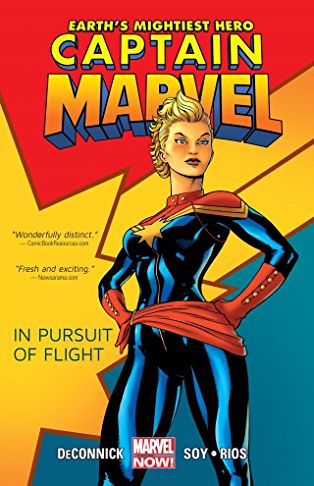 EARTH'S MIGHTIEST HERO
CAPTAIN
MARVEL
"Wonderfully distinct."
— ComicBookResources.com
"Fresh and exciting."
— Newsarama.com
IN PURSUIT
OF FLIGHT
DeCONNICK
MARVEL
NOW!
SOY • RIOS